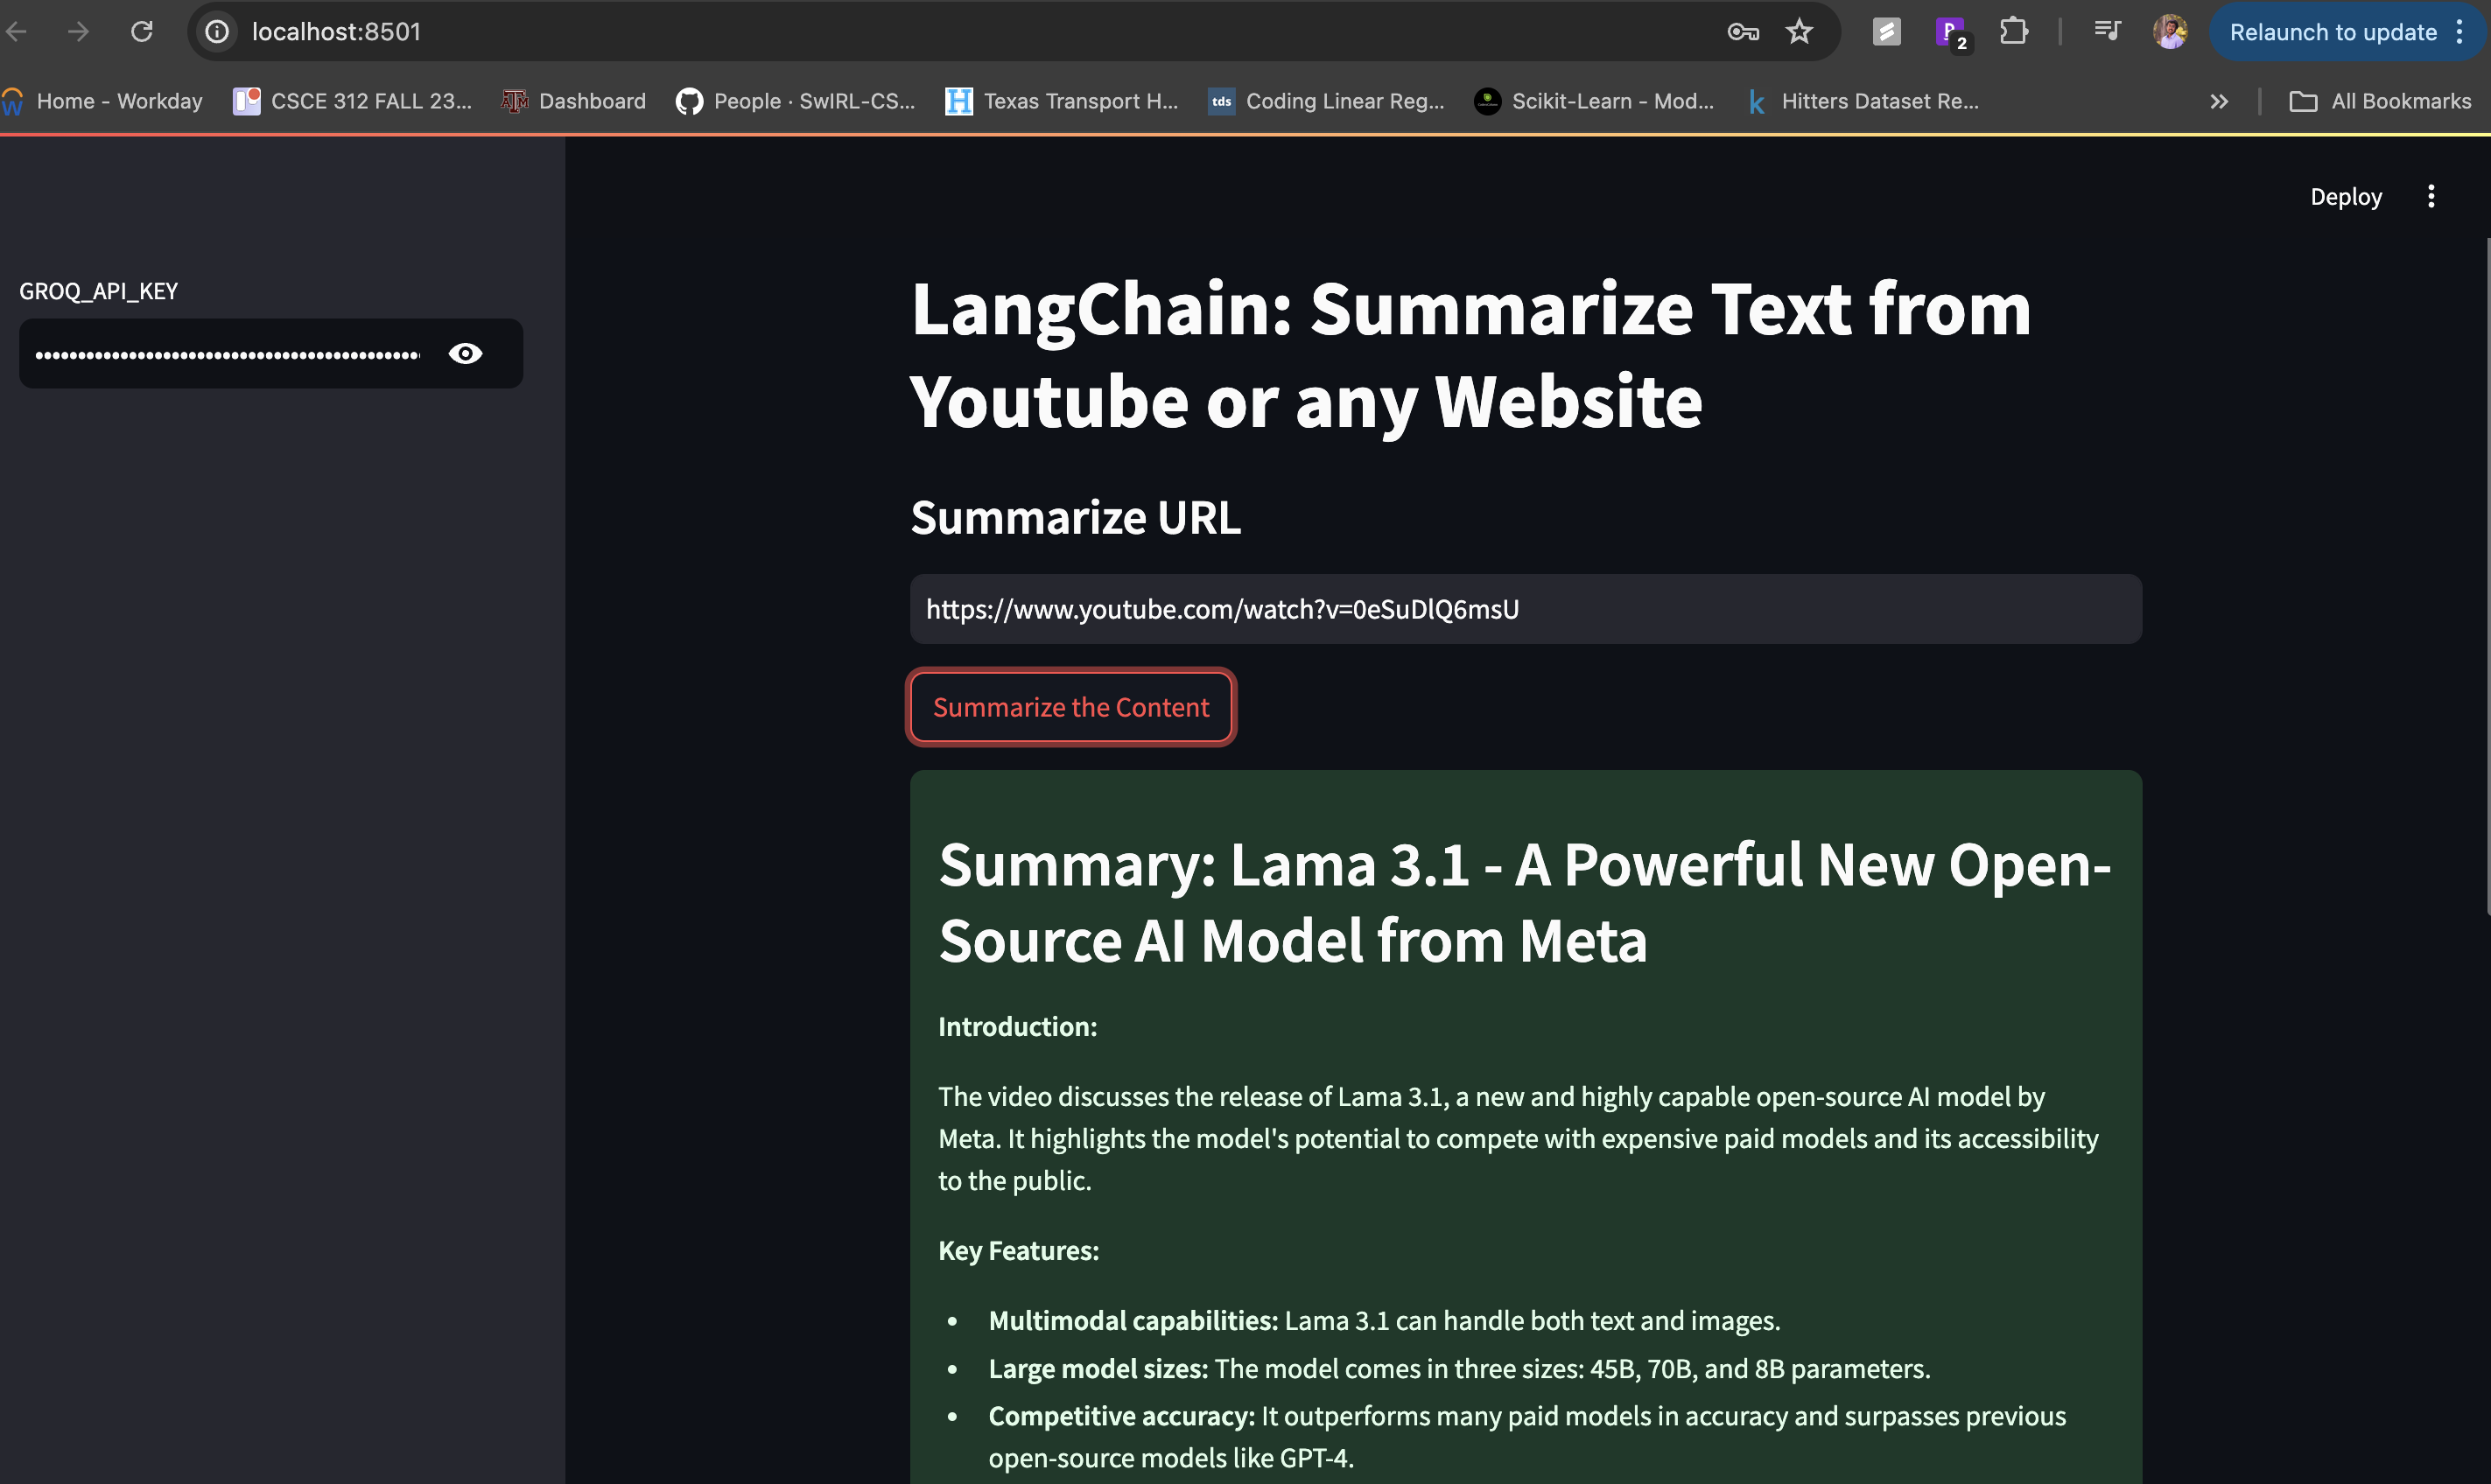 localhost:8501
2
Relaunch to update
Home - Workday
CSCE 312 FALL 23...
Dashboard
People · SwIRL-CS...
Texas Transport H...
tds
Coding Linear Reg...
Scikit-Learn - Mod...
Hitters Dataset Re...
All Bookmarks
Deploy
GROQ_API_KEY
LangChain: Summarize Text from
Youtube or any Website
Summarize URL
https://www.youtube.com/watch?v=0eSuDlQ6msU
Summarize the Content
Summary: Lama 3.1 - A Powerful New Open-
Source AI Model from Meta
Introduction:
The video discusses the release of Lama 3.1, a new and highly capable open-source AI model by
Meta. It highlights the model's potential to compete with expensive paid models and its accessibility
to the public.
Key Features:
• Multimodal capabilities: Lama 3.1 can handle both text and images.
• Large model sizes: The model comes in three sizes: 45B, 70B, and 8B parameters.
• Competitive accuracy: It outperforms many paid models in accuracy and surpasses previous
open-source models like GPT-4.